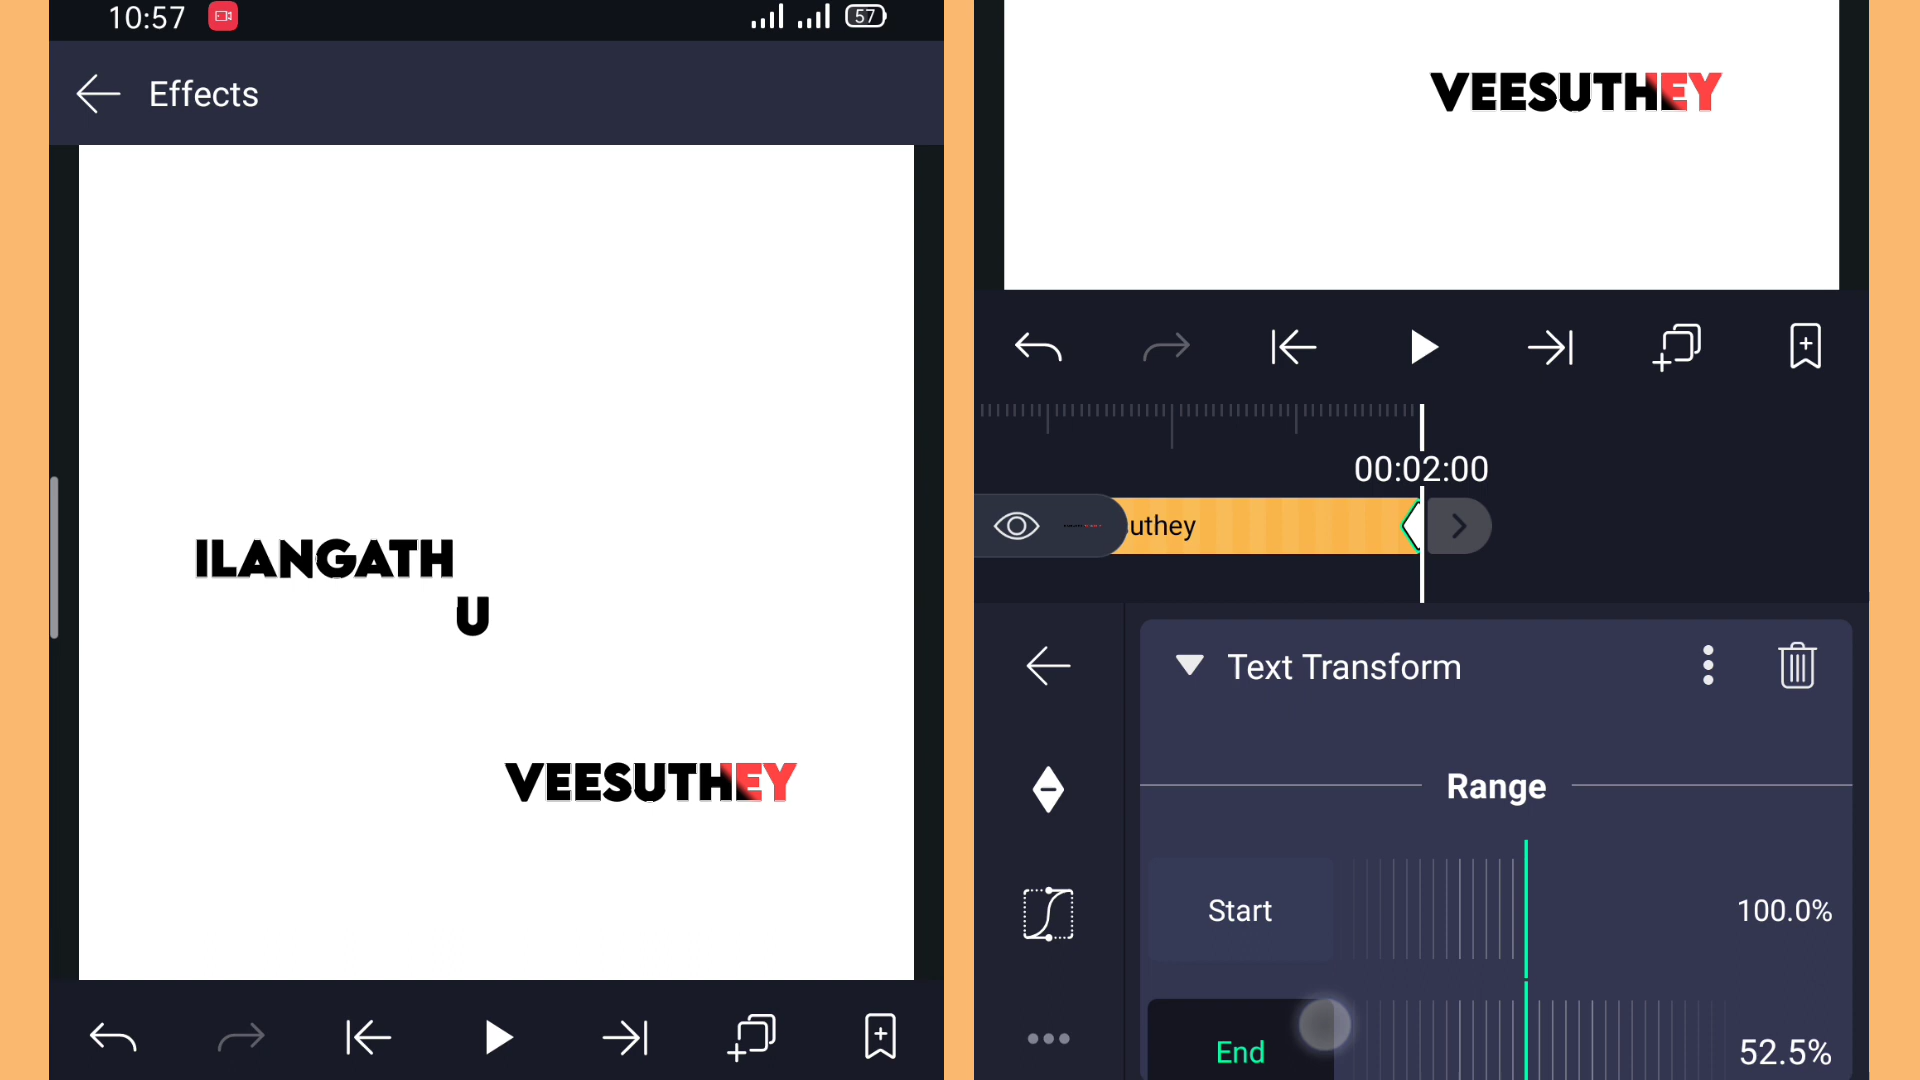 10:57
57
Effects
ILANGATH
U
VEESUTHEY
VEESUTHEY
00:02:00
uthey
Text Transform
Range
Start
100.0%
End
52.5%